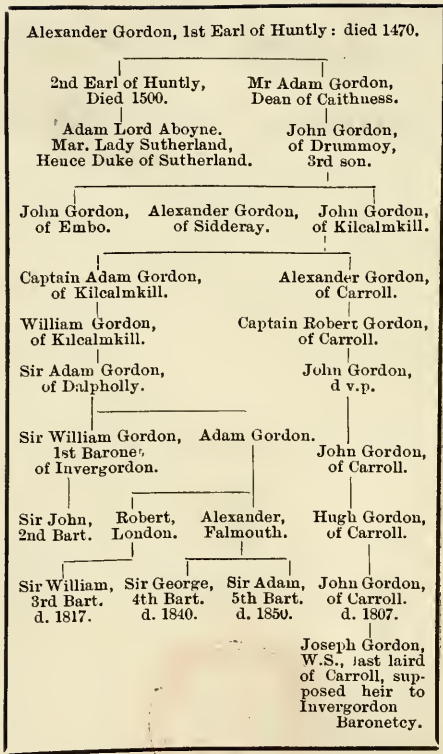 Alexander Gordon, 1st Earl of Huntly: died 1470.
2nd Earl of Huntly,
Died 1500.
Mr Adam Gordon,
Dean of Caithness.
Adam Lord Aboyne.
Mar. Lady Sutherland,
Hence Duke of Sutherland.
John Gordon,
of Drummoy,
3rd son.
John Gordon,
of Embo.
Alexander Gordon,
of Sidderay.
John Gordon,
of Kilcalmkill.
Captain Adam Gordon,
of Kilcalmkill.
Alexander Gordon,
of Carroll.
William Gordon,
of Kilcalmkill.
Captain Robert Gordon,
of Carroll.
Sir Adam Gordon,
of Dalpholly.
John Gordon,
d v.p.
Sir William Gordon,
1st Barone,
of Invergordon.
Adam Gordon.
John Gordon,
of Carroll.
Sir John,
2nd Bart.
Robert,
London.
Alexander,
Falmouth.
Hugh Gordon,
of Carroll.
Sir William,
3rd Bart.
d. 1817.
Sir George,
4th Bart.
d. 1840.
Sir Adam,
5th Bart.
d. 1850.
John Gordon,
of Carroll.
d. 1807.
Joseph Gordon,
W.S., last laird
of Carroll, sup-
posed heir to
Invergordon
Baronetcy.